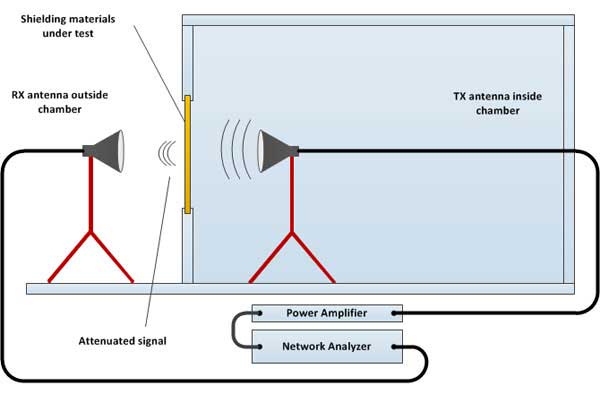 Shielding materials
under test
RX antenna outside
chamber
TX antenna inside
chamber
Power Amplifier
Attenuated signal
Network Analyzer